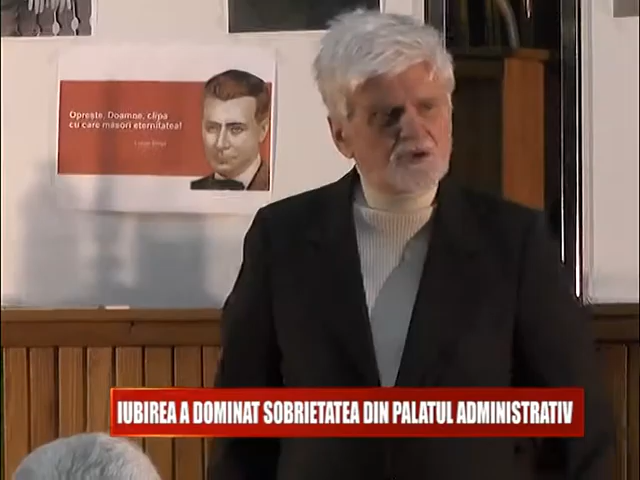 Oprește, Doamne, clipa
cu care măsori eternitatea!
IUBIREA A DOMINAT SOBRIETATEA DIN PALATUL ADMINISTRATIV